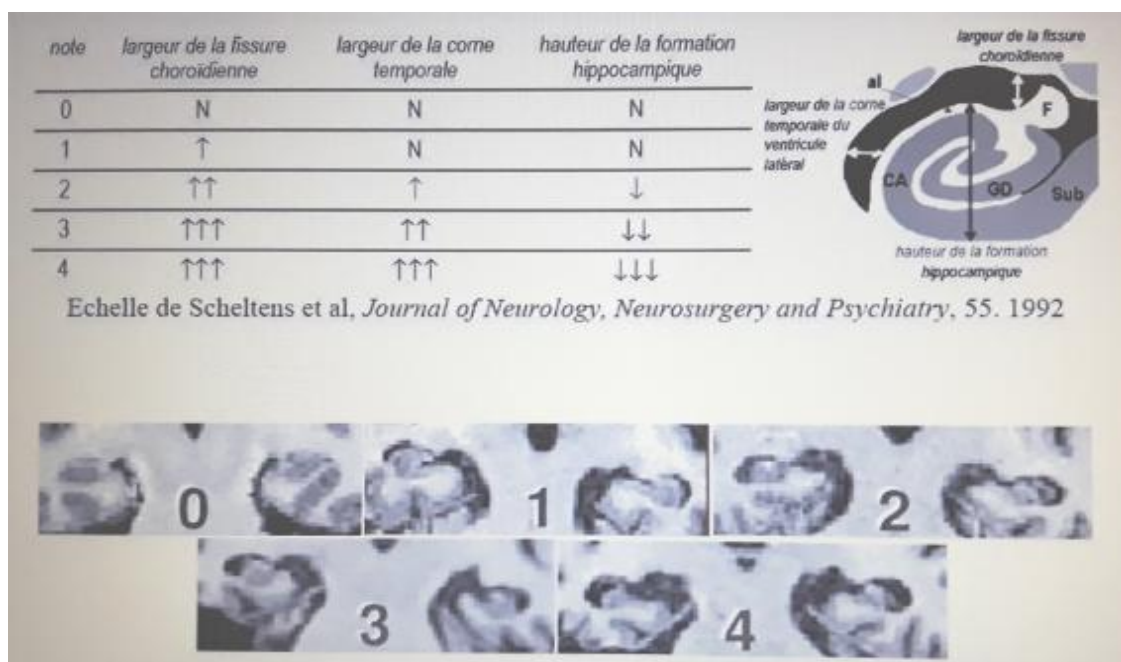 note largeur de la fissure choroïdienne largeur de la corne temporale hauteur de la formation hippocampique
0 N N N
1 ↑ N N
2 ↑↑ ↑ ↓
3 ↑↑↑ ↑↑ ↓↓
4 ↑↑↑ ↑↑↑ ↓↓↓
largeur de la fissure
choroïdienne
al
largeur de la corne
temporale du
ventricule
latéral
F
CA
GD
Sub
hauteur de la formation
hippocampique
Echelle de Scheltens et al, Journal of Neurology, Neurosurgery and Psychiatry, 55. 1992
0
1
2
3
4